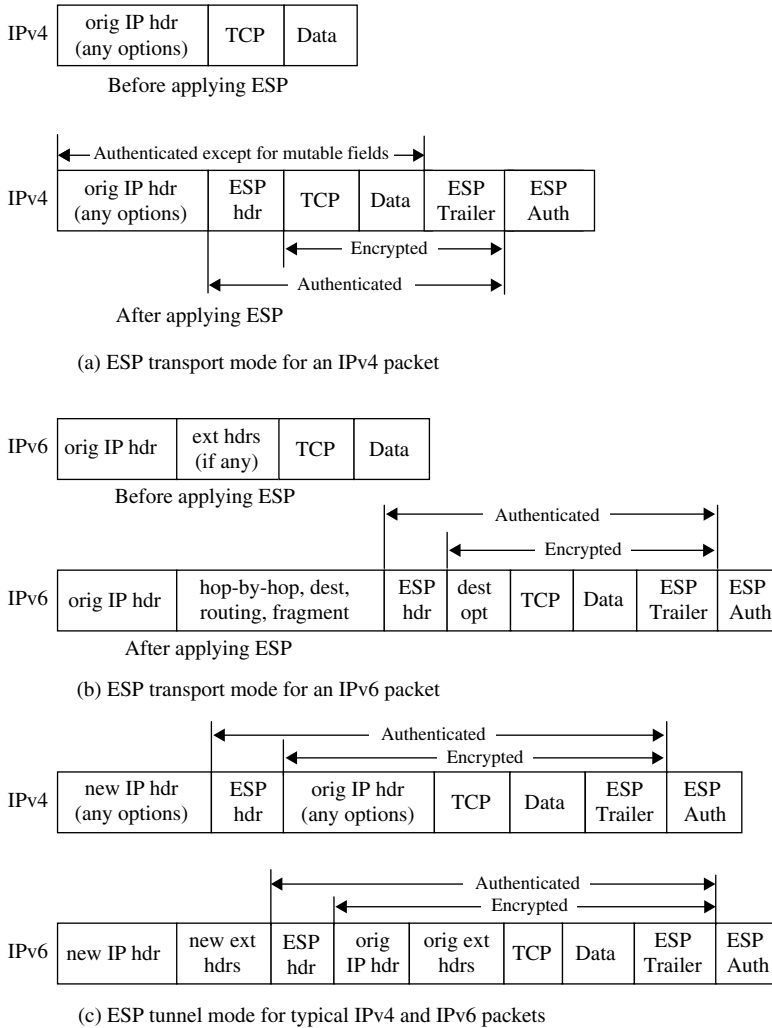 IPv4
orig IP hdr
(any options)
TCP
Data
Before applying ESP
Authenticated except for mutable fields
IPv4
orig IP hdr
(any options)
ESP
hdr
TCP
Data
ESP
Trailer
ESP
Auth
Encrypted
Authenticated
After applying ESP
(a) ESP transport mode for an IPv4 packet
IPv6
orig IP hdr
ext hdrs
(if any)
TCP
Data
Before applying ESP
Authenticated
Encrypted
IPv6
orig IP hdr
hop-by-hop, dest,
routing, fragment
ESP
hdr
dest
opt
TCP
Data
ESP
Trailer
ESP
Auth
After applying ESP
(b) ESP transport mode for an IPv6 packet
Authenticated
Encrypted
IPv4
new IP hdr
(any options)
ESP
hdr
orig IP hdr
(any options)
TCP
Data
ESP
Trailer
ESP
Auth
Authenticated
Encrypted
IPv6
new IP hdr
new ext
hdrs
ESP
hdr
orig
IP hdr
orig ext
hdrs
TCP
Data
ESP
Trailer
ESP
Auth
(c) ESP tunnel mode for typical IPv4 and IPv6 packets